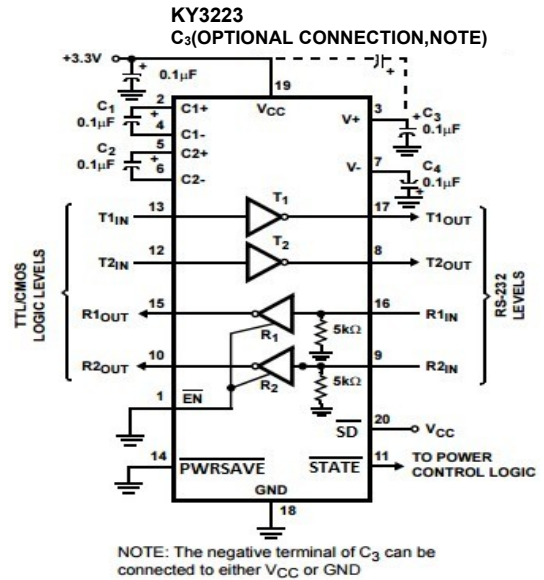 KY3223
C3(OPTIONAL CONNECTION,NOTE)
+3.3V
+
0.1µF
+
19
VCC
C1
0.1µF
2
+
4
C1+
C1-
V+
3
+
C3
0.1µF
C2
0.1µF
5
+
6
C2+
C2-
V-
7
C4
0.1µF
+
T1IN
13
T1
17
T1OUT
T2IN
12
T2
8
T2OUT
TTL/CMOS
LOGIC LEVELS
RS-232
LEVELS
R1OUT
15
R1
16
R1IN
5kΩ
R2OUT
10
R2
9
R2IN
5kΩ
1
EN
SD
20
VCC
14
PWRSAVE
STATE
11
TO POWER
CONTROL LOGIC
GND
18
NOTE: The negative terminal of C3 can be
connected to either VCC or GND